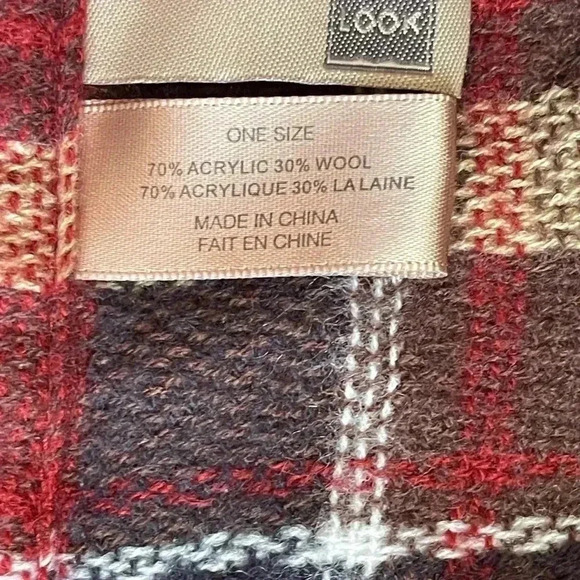 LOOK
ONE SIZE
70% ACRYLIC 30% WOOL
70% ACRYLIQUE 30% LA LAINE
MADE IN CHINA
FAIT EN CHINE